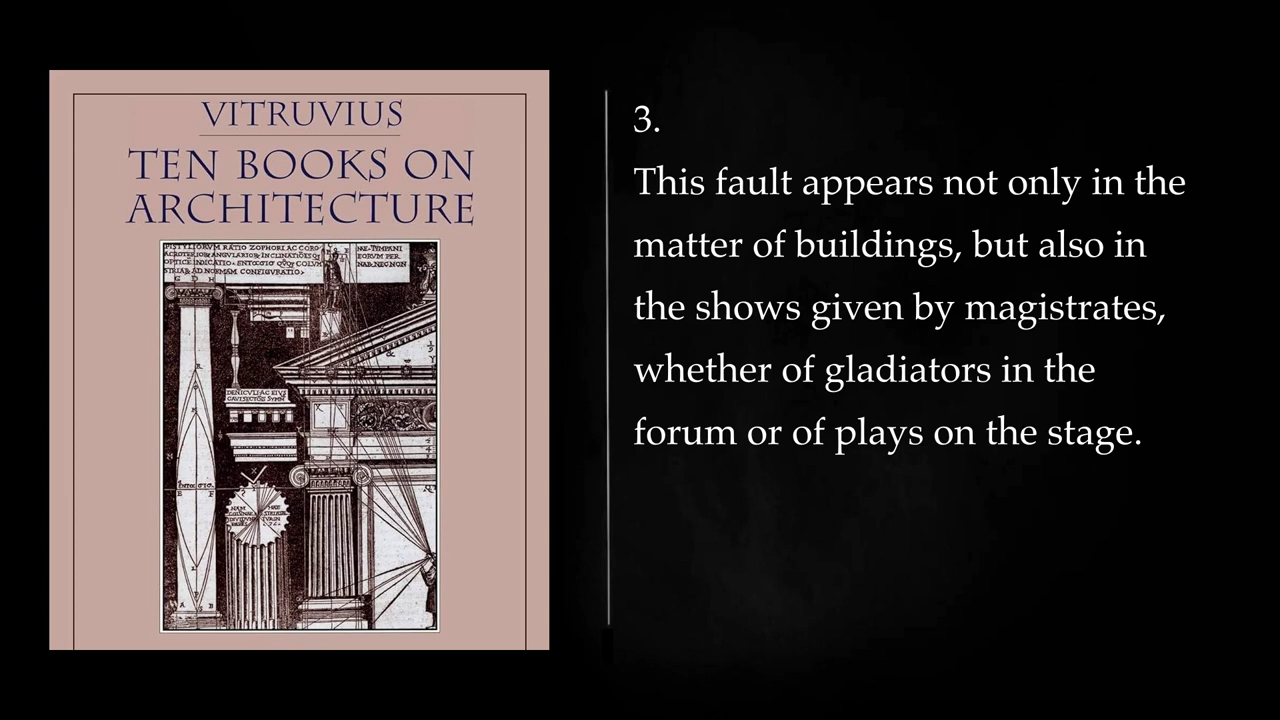 VITRUVIUS
TEN BOOKS ON
ARCHITECTURE
3.
This fault appears not only in the
matter of buildings, but also in
the shows given by magistrates,
whether of gladiators in the
forum or of plays on the stage.